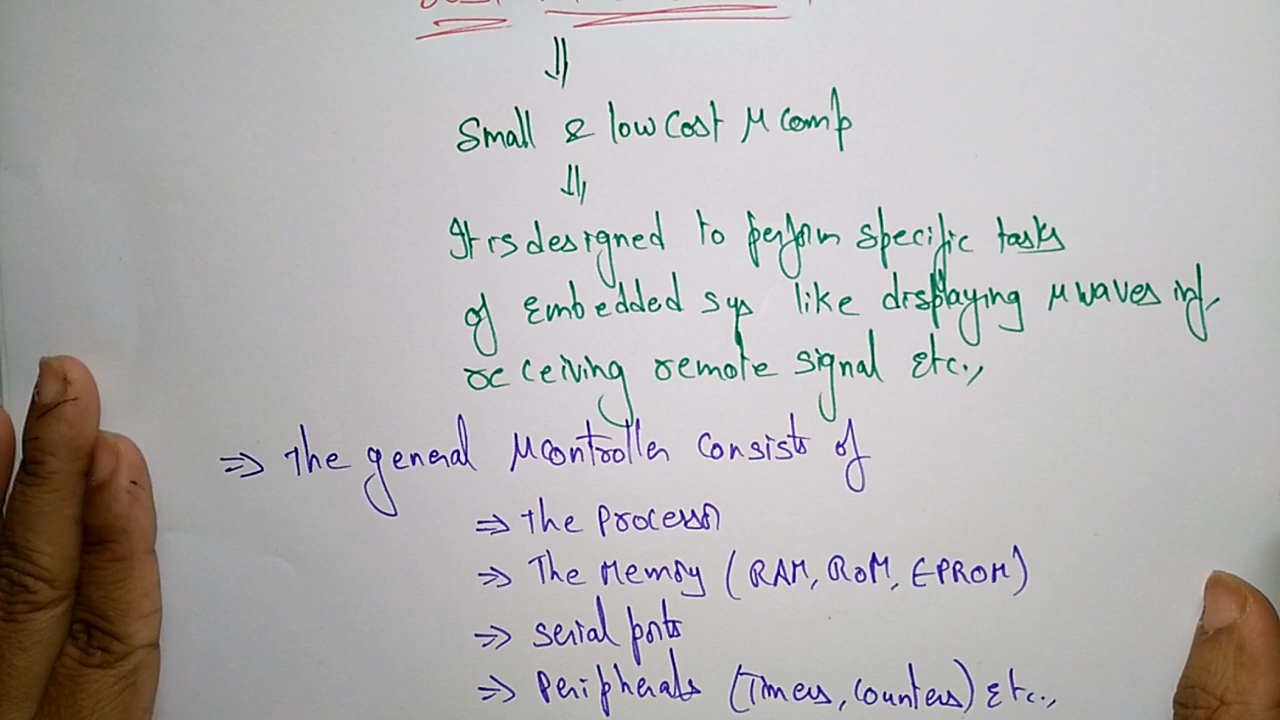 ⇓
Small & low cost μ comp
⇓
It is designed to perform specific tasks
of Embedded sys like displaying μwaves inf,
receiving remote signal etc.,
⇒ The general μcontroller consists of
⇒ the processor
⇒ The Memory (RAM, ROM, EPROM)
⇒ serial ports
⇒ Peripherals (Timers, counters) Etc.,